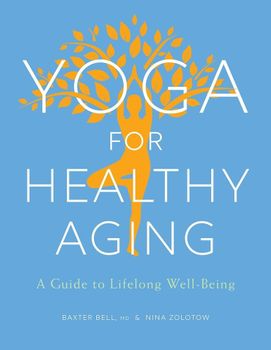 YOGA
FOR
HEALTHY
AGING
A Guide to Lifelong Well-Being
BAXTER BELL, MD & NINA ZOLOTOW